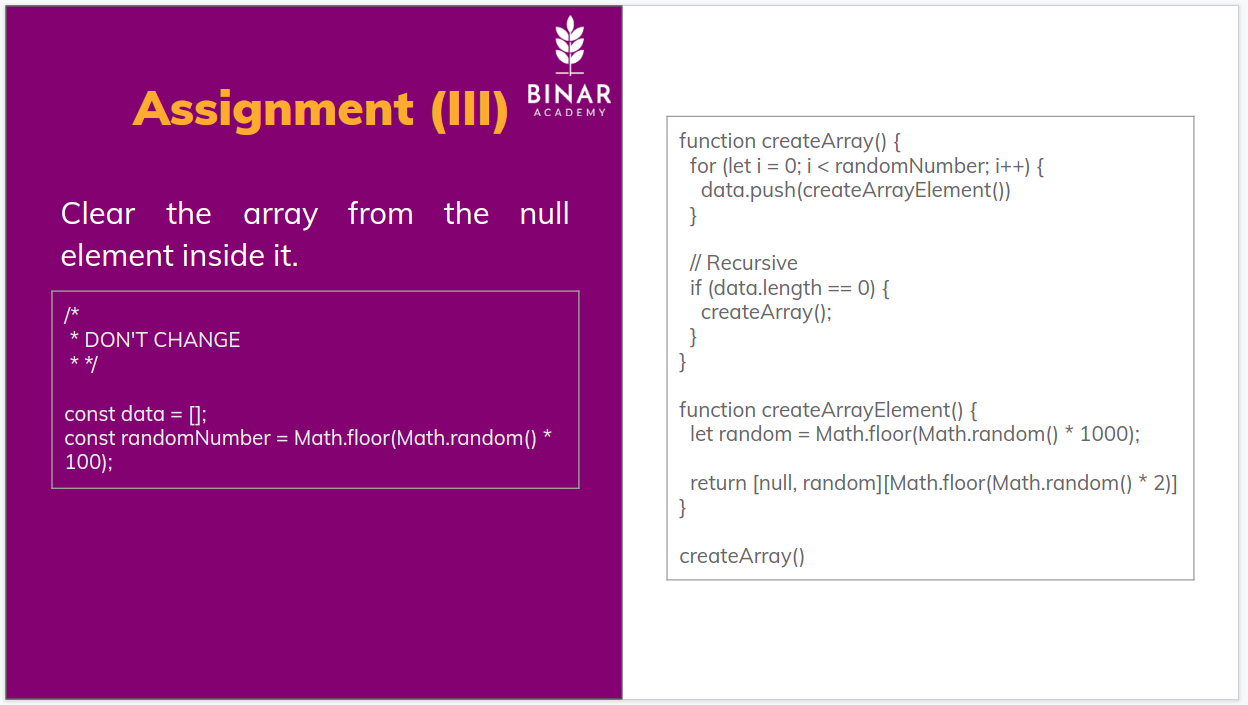 BINAR
ACADEMY
Assignment (III)
Clear the array from the null
element inside it.
/*
* DON'T CHANGE
* */
const data = [];
const randomNumber = Math.floor(Math.random() *
100);
function createArray() {
for (let i = 0; i < randomNumber; i++) {
data.push(createArrayElement())
}
// Recursive
if (data.length == 0) {
createArray();
}
}
function createArrayElement() {
let random = Math.floor(Math.random() * 1000);
return [null, random][Math.floor(Math.random() * 2)]
}
createArray()